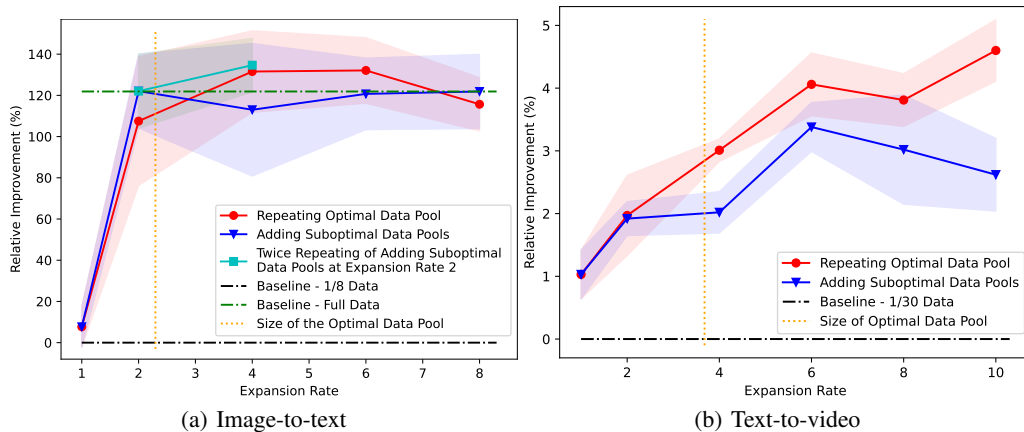 140
120
100
80
60
40
20
0
Relative Improvement (%)
Repeating Optimal Data Pool
Adding Suboptimal Data Pools
Twice Repeating of Adding Suboptimal
Data Pools at Expansion Rate 2
Baseline - 1/8 Data
Baseline - Full Data
Size of the Optimal Data Pool
1 2 3 4 5 6 7 8
Expansion Rate
(a) Image-to-text
5
4
3
2
1
0
Relative Improvement (%)
Repeating Optimal Data Pool
Adding Suboptimal Data Pools
Baseline - 1/30 Data
Size of Optimal Data Pool
2 4 6 8 10
Expansion Rate
(b) Text-to-video